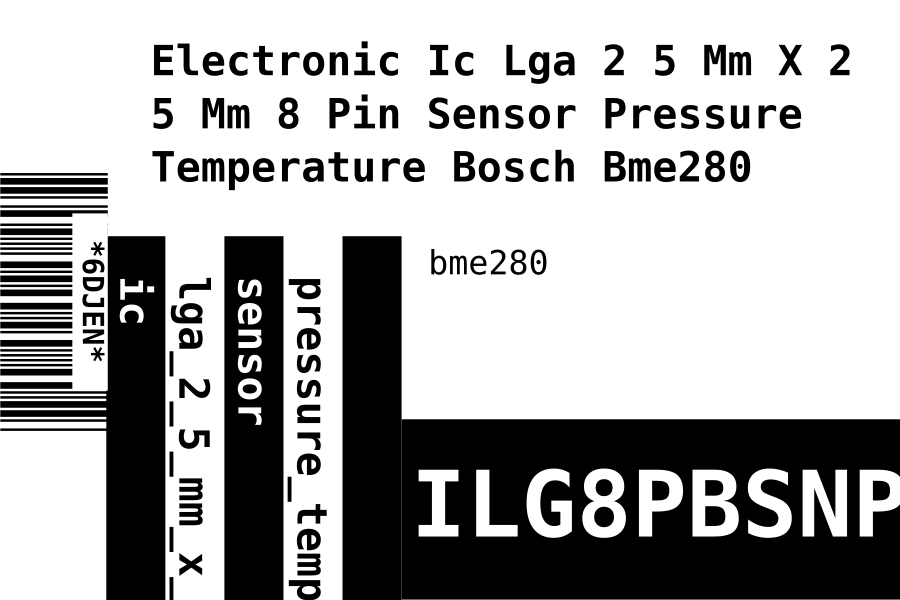 Electronic Ic Lga 2 5 Mm X 2
5 Mm 8 Pin Sensor Pressure
Temperature Bosch Bme280
*6DJEN*
ic
lga_2_5_mm_x_
sensor
pressure_temp
bme280
ILG8PBSNP